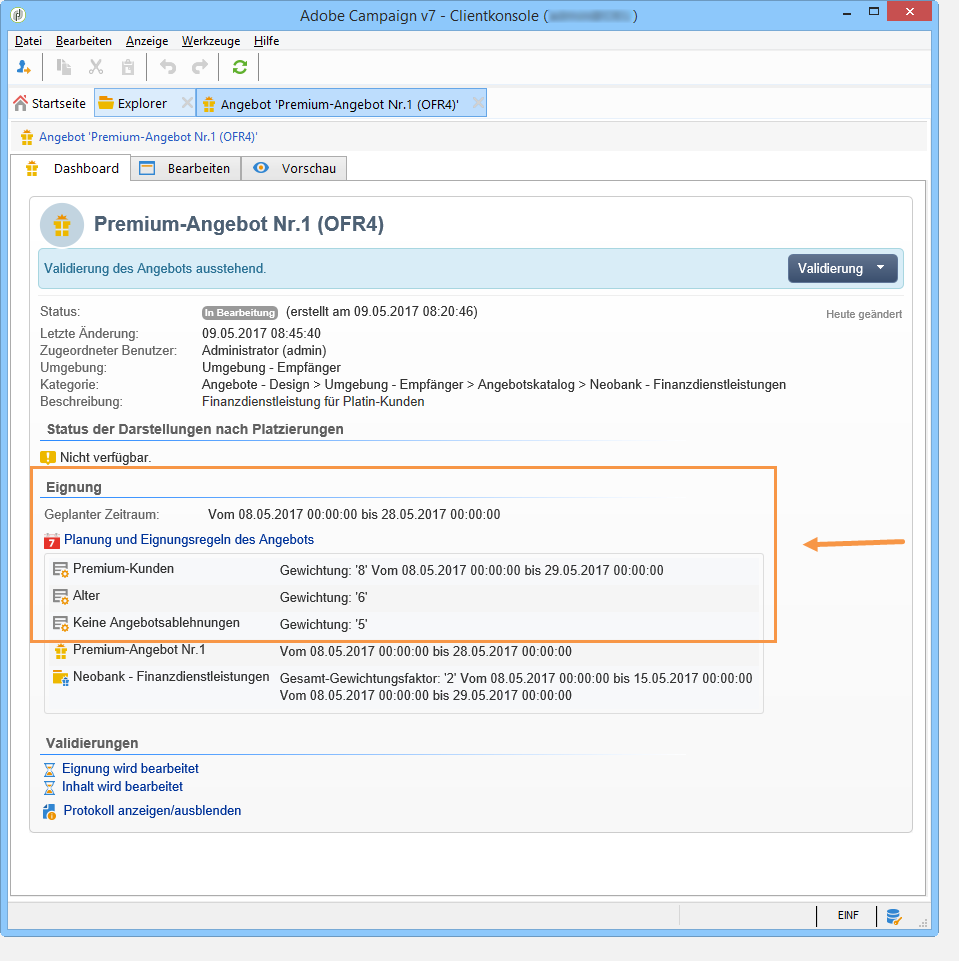 Adobe Campaign v7 - Clientkonsole ( )
Datei Bearbeiten Anzeige Werkzeuge Hilfe
Startseite Explorer Angebot 'Premium-Angebot Nr.1 (OFR4)'
Angebot 'Premium-Angebot Nr.1 (OFR4)'
Dashboard Bearbeiten Vorschau
Premium-Angebot Nr.1 (OFR4)
Validierung des Angebots ausstehend. Validierung
Status: In Bearbeitung (erstellt am 09.05.2017 08:20:46) Heute geändert
Letzte Änderung: 09.05.2017 08:45:40
Zugeordneter Benutzer: Administrator (admin)
Umgebung: Umgebung - Empfänger
Kategorie: Angebote - Design > Umgebung - Empfänger > Angebotskatalog > Neobank - Finanzdienstleistungen
Beschreibung: Finanzdienstleistung für Platin-Kunden
Status der Darstellungen nach Platzierungen
Nicht verfügbar.
Eignung
Geplanter Zeitraum: Vom 08.05.2017 00:00:00 bis 28.05.2017 00:00:00
7 Planung und Eignungsregeln des Angebots
Premium-Kunden Gewichtung: '8' Vom 08.05.2017 00:00:00 bis 29.05.2017 00:00:00
Alter Gewichtung: '6'
Keine Angebotsablehnungen Gewichtung: '5'
Premium-Angebot Nr.1 Vom 08.05.2017 00:00:00 bis 28.05.2017 00:00:00
Neobank - Finanzdienstleistungen Gesamt-Gewichtungsfaktor: '2' Vom 08.05.2017 00:00:00 bis 15.05.2017 00:00:00
Vom 08.05.2017 00:00:00 bis 29.05.2017 00:00:00
Validierungen
Eignung wird bearbeitet
Inhalt wird bearbeitet
Protokoll anzeigen/ausblenden
EINF